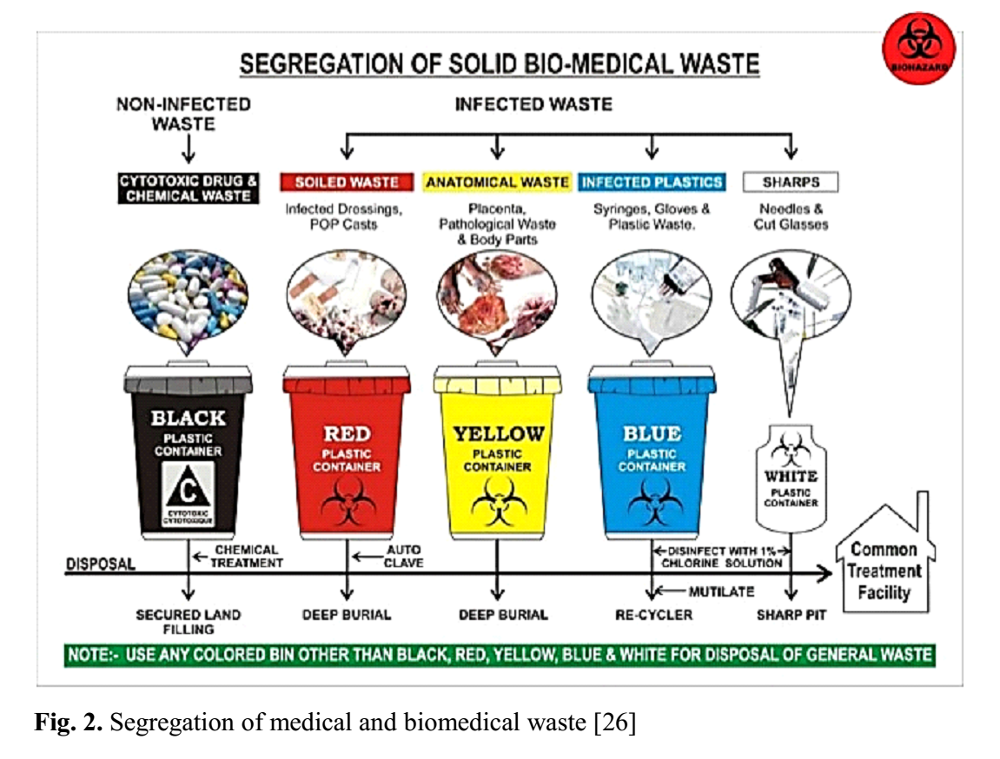 BIOHAZARD
SEGREGATION OF SOLID BIO-MEDICAL WASTE
NON-INFECTED
WASTE
INFECTED WASTE
CYTOTOXIC DRUG &
CHEMICAL WASTE
SOILED WASTE
Infected Dressings,
POP Casts
ANATOMICAL WASTE
Placenta,
Pathological Waste
& Body Parts
INFECTED PLASTICS
Syringes, Gloves &
Plastic Waste.
SHARPS
Needles &
Cut Glasses
BLACK
PLASTIC
CONTAINER
C
CYTOTOXIC
CYTOTOXIQUE
RED
PLASTIC
CONTAINER
YELLOW
PLASTIC
CONTAINER
BLUE
PLASTIC
CONTAINER
WHITE
PLASTIC
CONTAINER
DISPOSAL
CHEMICAL
TREATMENT
AUTO
CLAVE
DISINFECT WITH 1%
CHLORINE SOLUTION
MUTILATE
Common
Treatment
Facility
SECURED LAND
FILLING
DEEP BURIAL
DEEP BURIAL
RE-CYCLER
SHARP PIT
NOTE:- USE ANY COLORED BIN OTHER THAN BLACK, RED, YELLOW, BLUE & WHITE FOR DISPOSAL OF GENERAL WASTE
Fig. 2. Segregation of medical and biomedical waste [26]